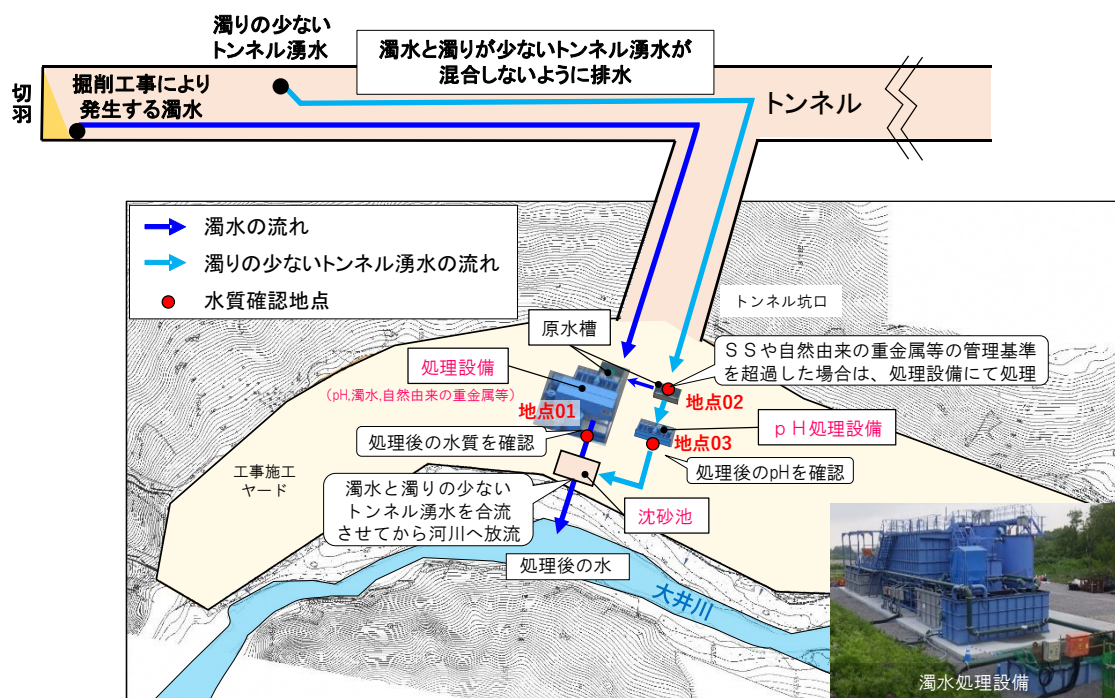 濁りの少ない
トンネル湧水
濁水と濁りが少ないトンネル湧水が
混合しないように排水
切羽
掘削工事により
発生する濁水
トンネル
濁水の流れ
濁りの少ないトンネル湧水の流れ
水質確認地点
トンネル坑口
原水槽
処理設備
(pH,濁水,自然由来の重金属等)
ＳＳや自然由来の重金属等の管理基準
を超過した場合は、処理設備にて処理
地点01
地点02
地点03
ｐＨ処理設備
処理後の水質を確認
処理後のpHを確認
工事施工
ヤード
濁水と濁りの少ない
トンネル湧水を合流
させてから河川へ放流
沈砂池
処理後の水
大井川
濁水処理設備